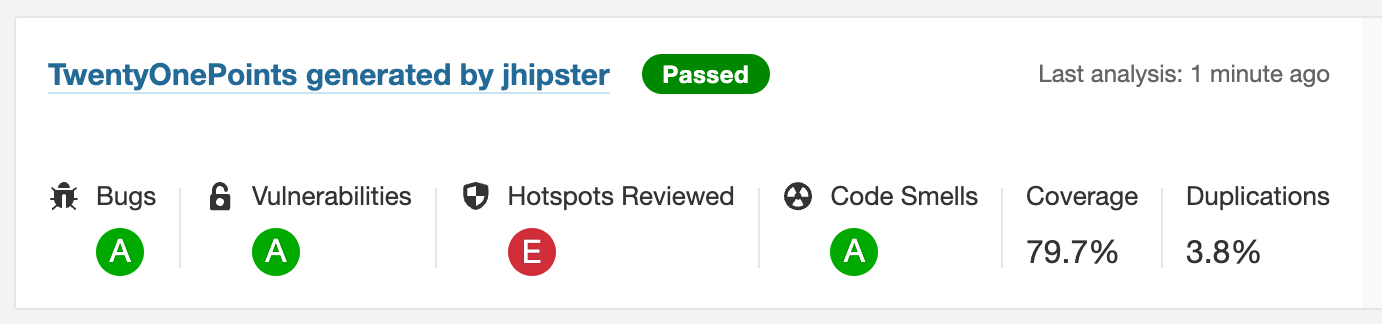 TwentyOnePoints generated by jhipster Passed Last analysis: 1 minute ago
Bugs Vulnerabilities Hotspots Reviewed Code Smells Coverage Duplications
A A E A 79.7% 3.8%